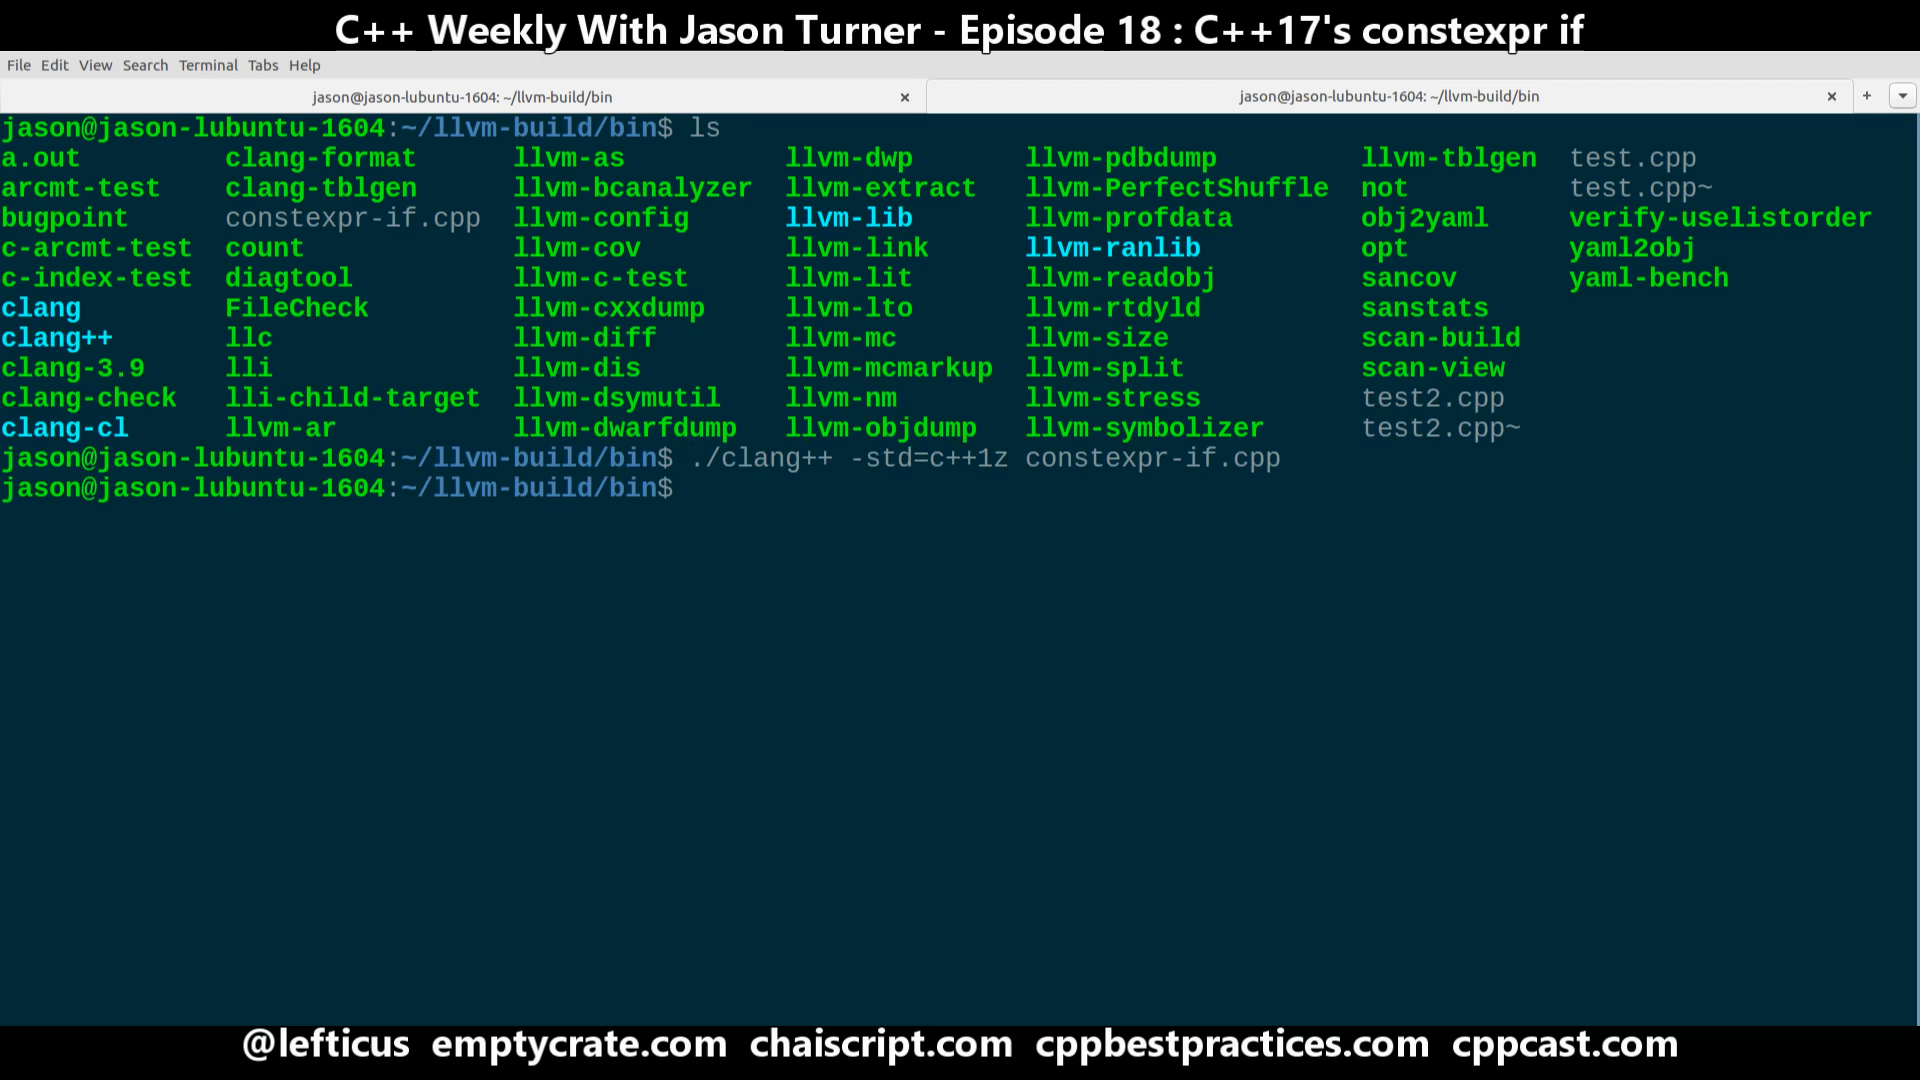 C++ Weekly With Jason Turner - Episode 18 : C++17's constexpr if
File Edit View Search Terminal Tabs Help
jason@jason-lubuntu-1604: ~/llvm-build/bin × jason@jason-lubuntu-1604: ~/llvm-build/bin × +
jason@jason-lubuntu-1604:~/llvm-build/bin$ ls
a.out clang-format llvm-as llvm-dwp llvm-pdbdump llvm-tblgen test.cpp
arcmt-test clang-tblgen llvm-bcanalyzer llvm-extract llvm-PerfectShuffle not test.cpp~
bugpoint constexpr-if.cpp llvm-config llvm-lib llvm-profdata obj2yaml verify-uselistorder
c-arcmt-test count llvm-cov llvm-link llvm-ranlib opt yaml2obj
c-index-test diagtool llvm-c-test llvm-lit llvm-readobj sancov yaml-bench
clang FileCheck llvm-cxxdump llvm-lto llvm-rtdyld sanstats
clang++ llc llvm-diff llvm-mc llvm-size scan-build
clang-3.9 lli llvm-dis llvm-mcmarkup llvm-split scan-view
clang-check lli-child-target llvm-dsymutil llvm-nm llvm-stress test2.cpp
clang-cl llvm-ar llvm-dwarfdump llvm-objdump llvm-symbolizer test2.cpp~
jason@jason-lubuntu-1604:~/llvm-build/bin$ ./clang++ -std=c++1z constexpr-if.cpp
jason@jason-lubuntu-1604:~/llvm-build/bin$
@lefticus emptycrate.com chaiscript.com cppbestpractices.com cppcast.com